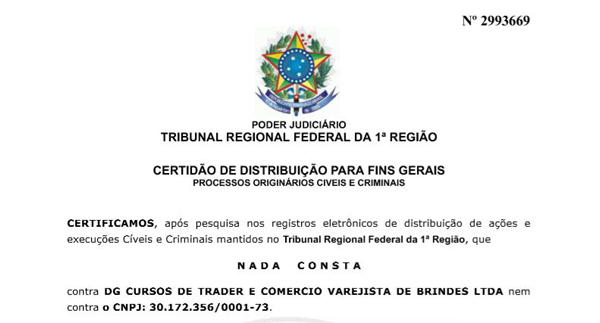 Nº 2993669
PODER JUDICIÁRIO
TRIBUNAL REGIONAL FEDERAL DA 1ª REGIÃO
CERTIDÃO DE DISTRIBUIÇÃO PARA FINS GERAIS
PROCESSOS ORIGINÁRIOS CIVEIS E CRIMINAIS
CERTIFICAMOS, após pesquisa nos registros eletrônicos de distribuição de ações e
execuções Cíveis e Criminais mantidos no Tribunal Regional Federal da 1ª Região, que
NADA CONSTA
contra DG CURSOS DE TRADER E COMERCIO VAREJISTA DE BRINDES LTDA nem
contra o CNPJ: 30.172.356/0001-73.